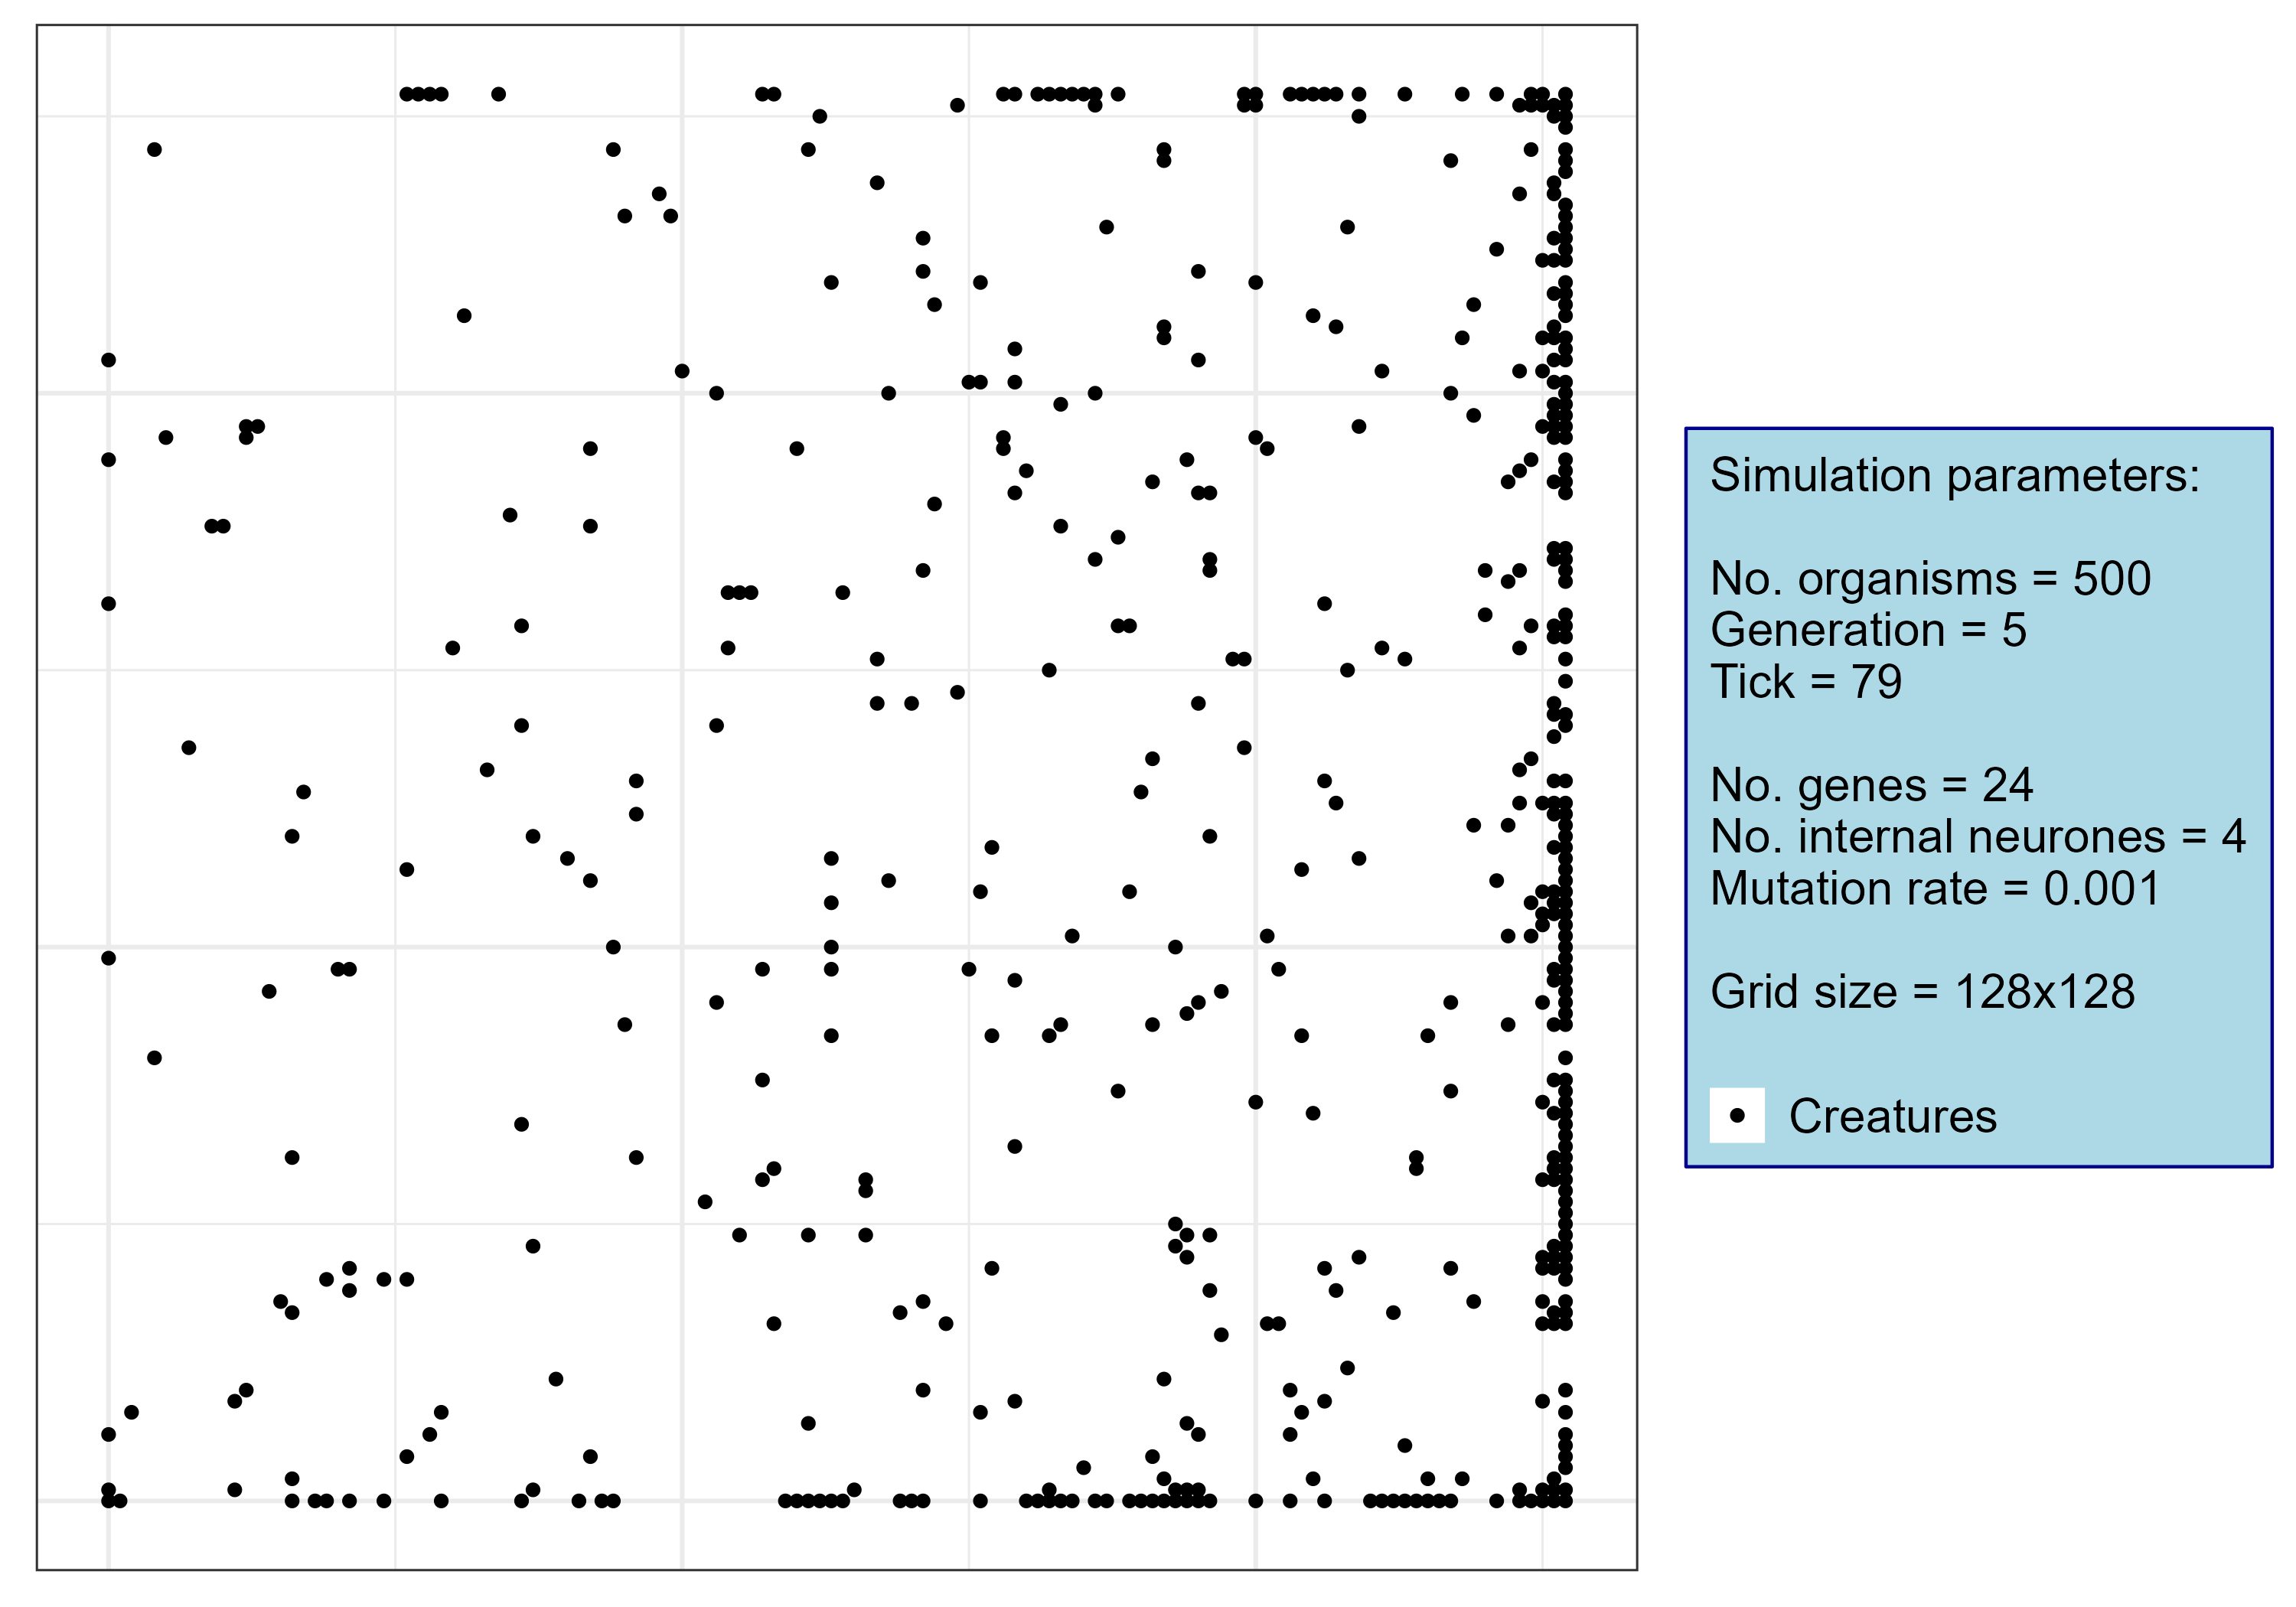 Simulation parameters:
No. organisms = 500
Generation = 5
Tick = 79
No. genes = 24
No. internal neurones = 4
Mutation rate = 0.001
Grid size = 128x128
Creatures